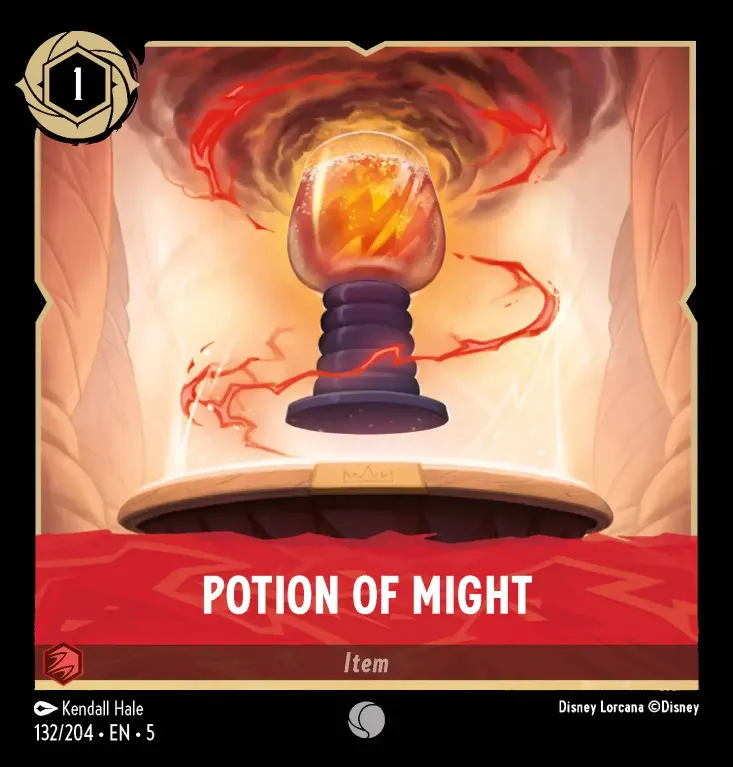 1
POTION OF MIGHT
Item
Kendall Hale
132/204 • EN • 5
Disney Lorcana ©Disney